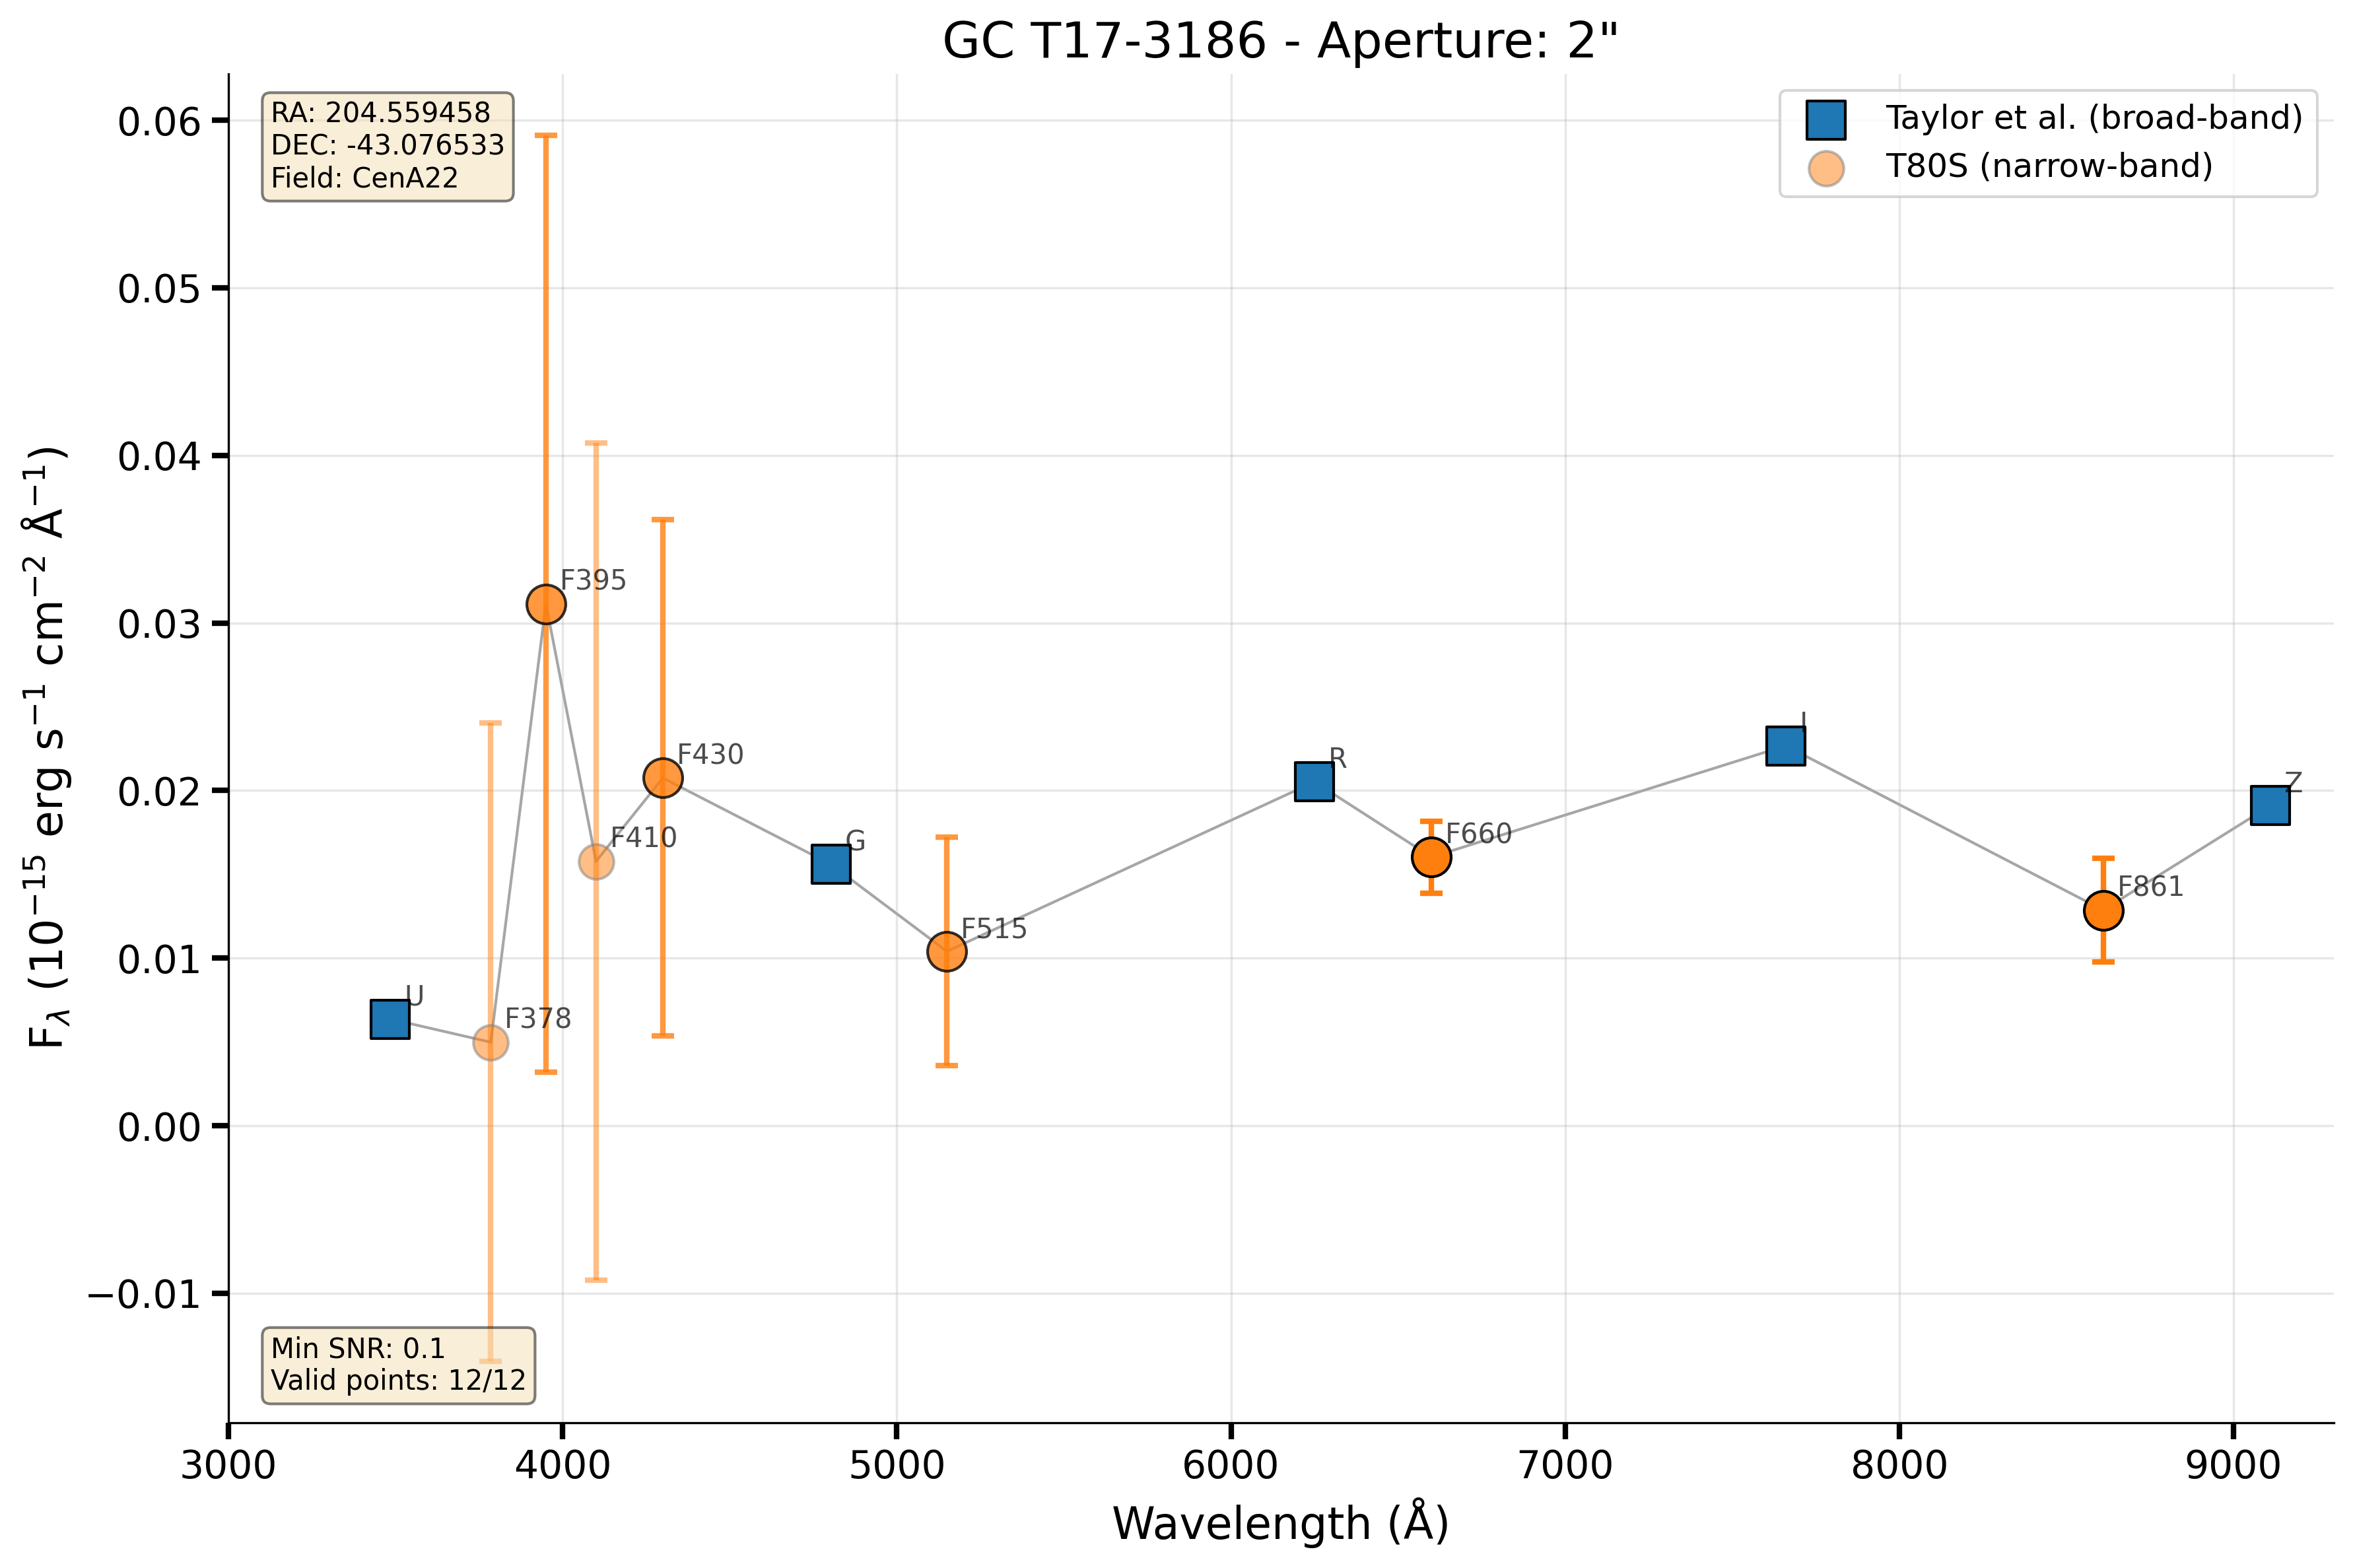 GC T17-3186 - Aperture: 2"
RA: 204.559458
DEC: -43.076533
Field: CenA22
Taylor et al. (broad-band)
T80S (narrow-band)
0.06
0.05
0.04
0.03
0.02
0.01
0.00
−0.01
F_λ (10⁻¹⁵ erg s⁻¹ cm⁻² Å⁻¹)
U
F378
F395
F410
F430
G
F515
R
F660
I
F861
Z
Min SNR: 0.1
Valid points: 12/12
3000 4000 5000 6000 7000 8000 9000
Wavelength (Å)